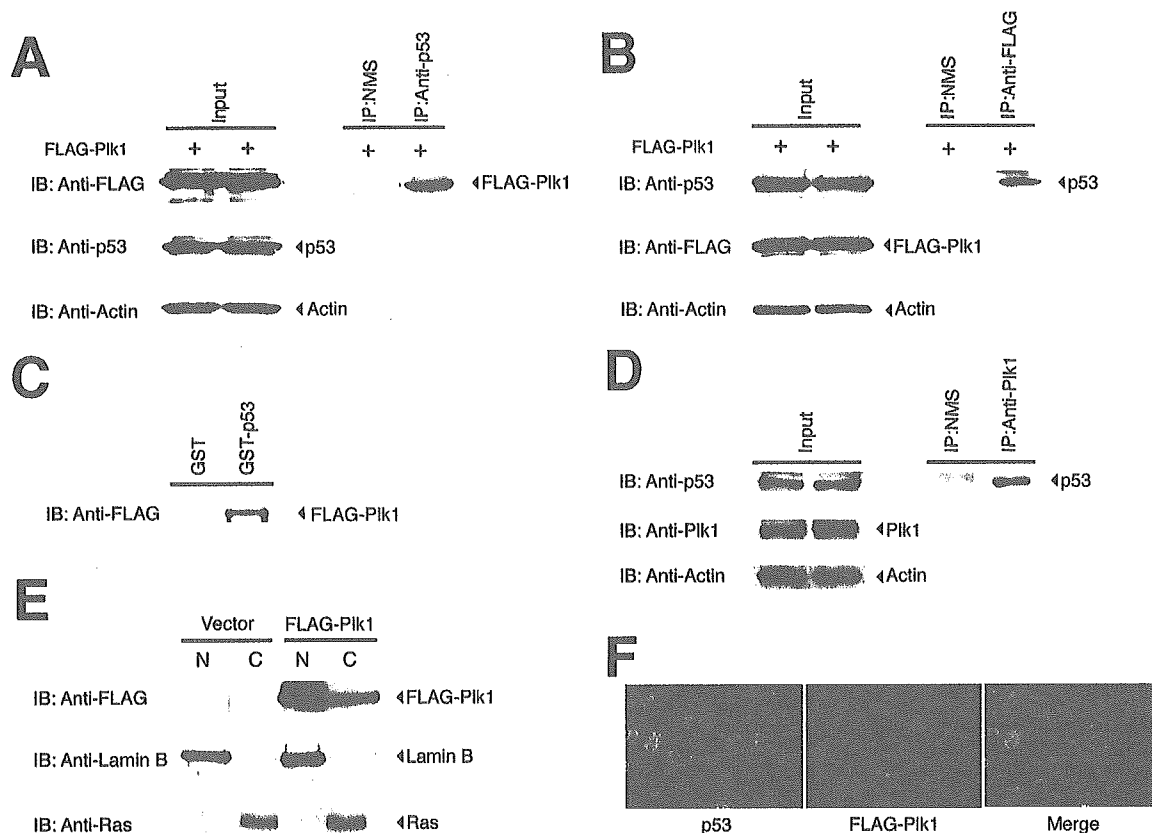 A
Input
IP:NMS
IP:Anti-p53
FLAG-Plk1 + + + +
IB: Anti-FLAG FLAG-Plk1
IB: Anti-p53 p53
IB: Anti-Actin Actin
B
Input
IP:NMS
IP:Anti-FLAG
FLAG-Plk1 + + + +
IB: Anti-p53 p53
IB: Anti-FLAG FLAG-Plk1
IB: Anti-Actin Actin
C
GST
GST-p53
IB: Anti-FLAG FLAG-Plk1
D
Input
IP:NMS
IP:Anti-Plk1
IB: Anti-p53 p53
IB: Anti-Plk1 Plk1
IB: Anti-Actin Actin
E
Vector FLAG-Plk1
N C N C
IB: Anti-FLAG FLAG-Plk1
IB: Anti-Lamin B Lamin B
IB: Anti-Ras Ras
F
p53 FLAG-Plk1 Merge